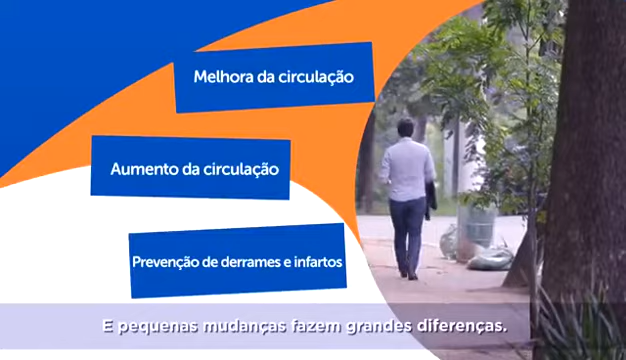 Melhora da circulação
Aumento da circulação
Prevenção de derrames e infartos
E pequenas mudanças fazem grandes diferenças.